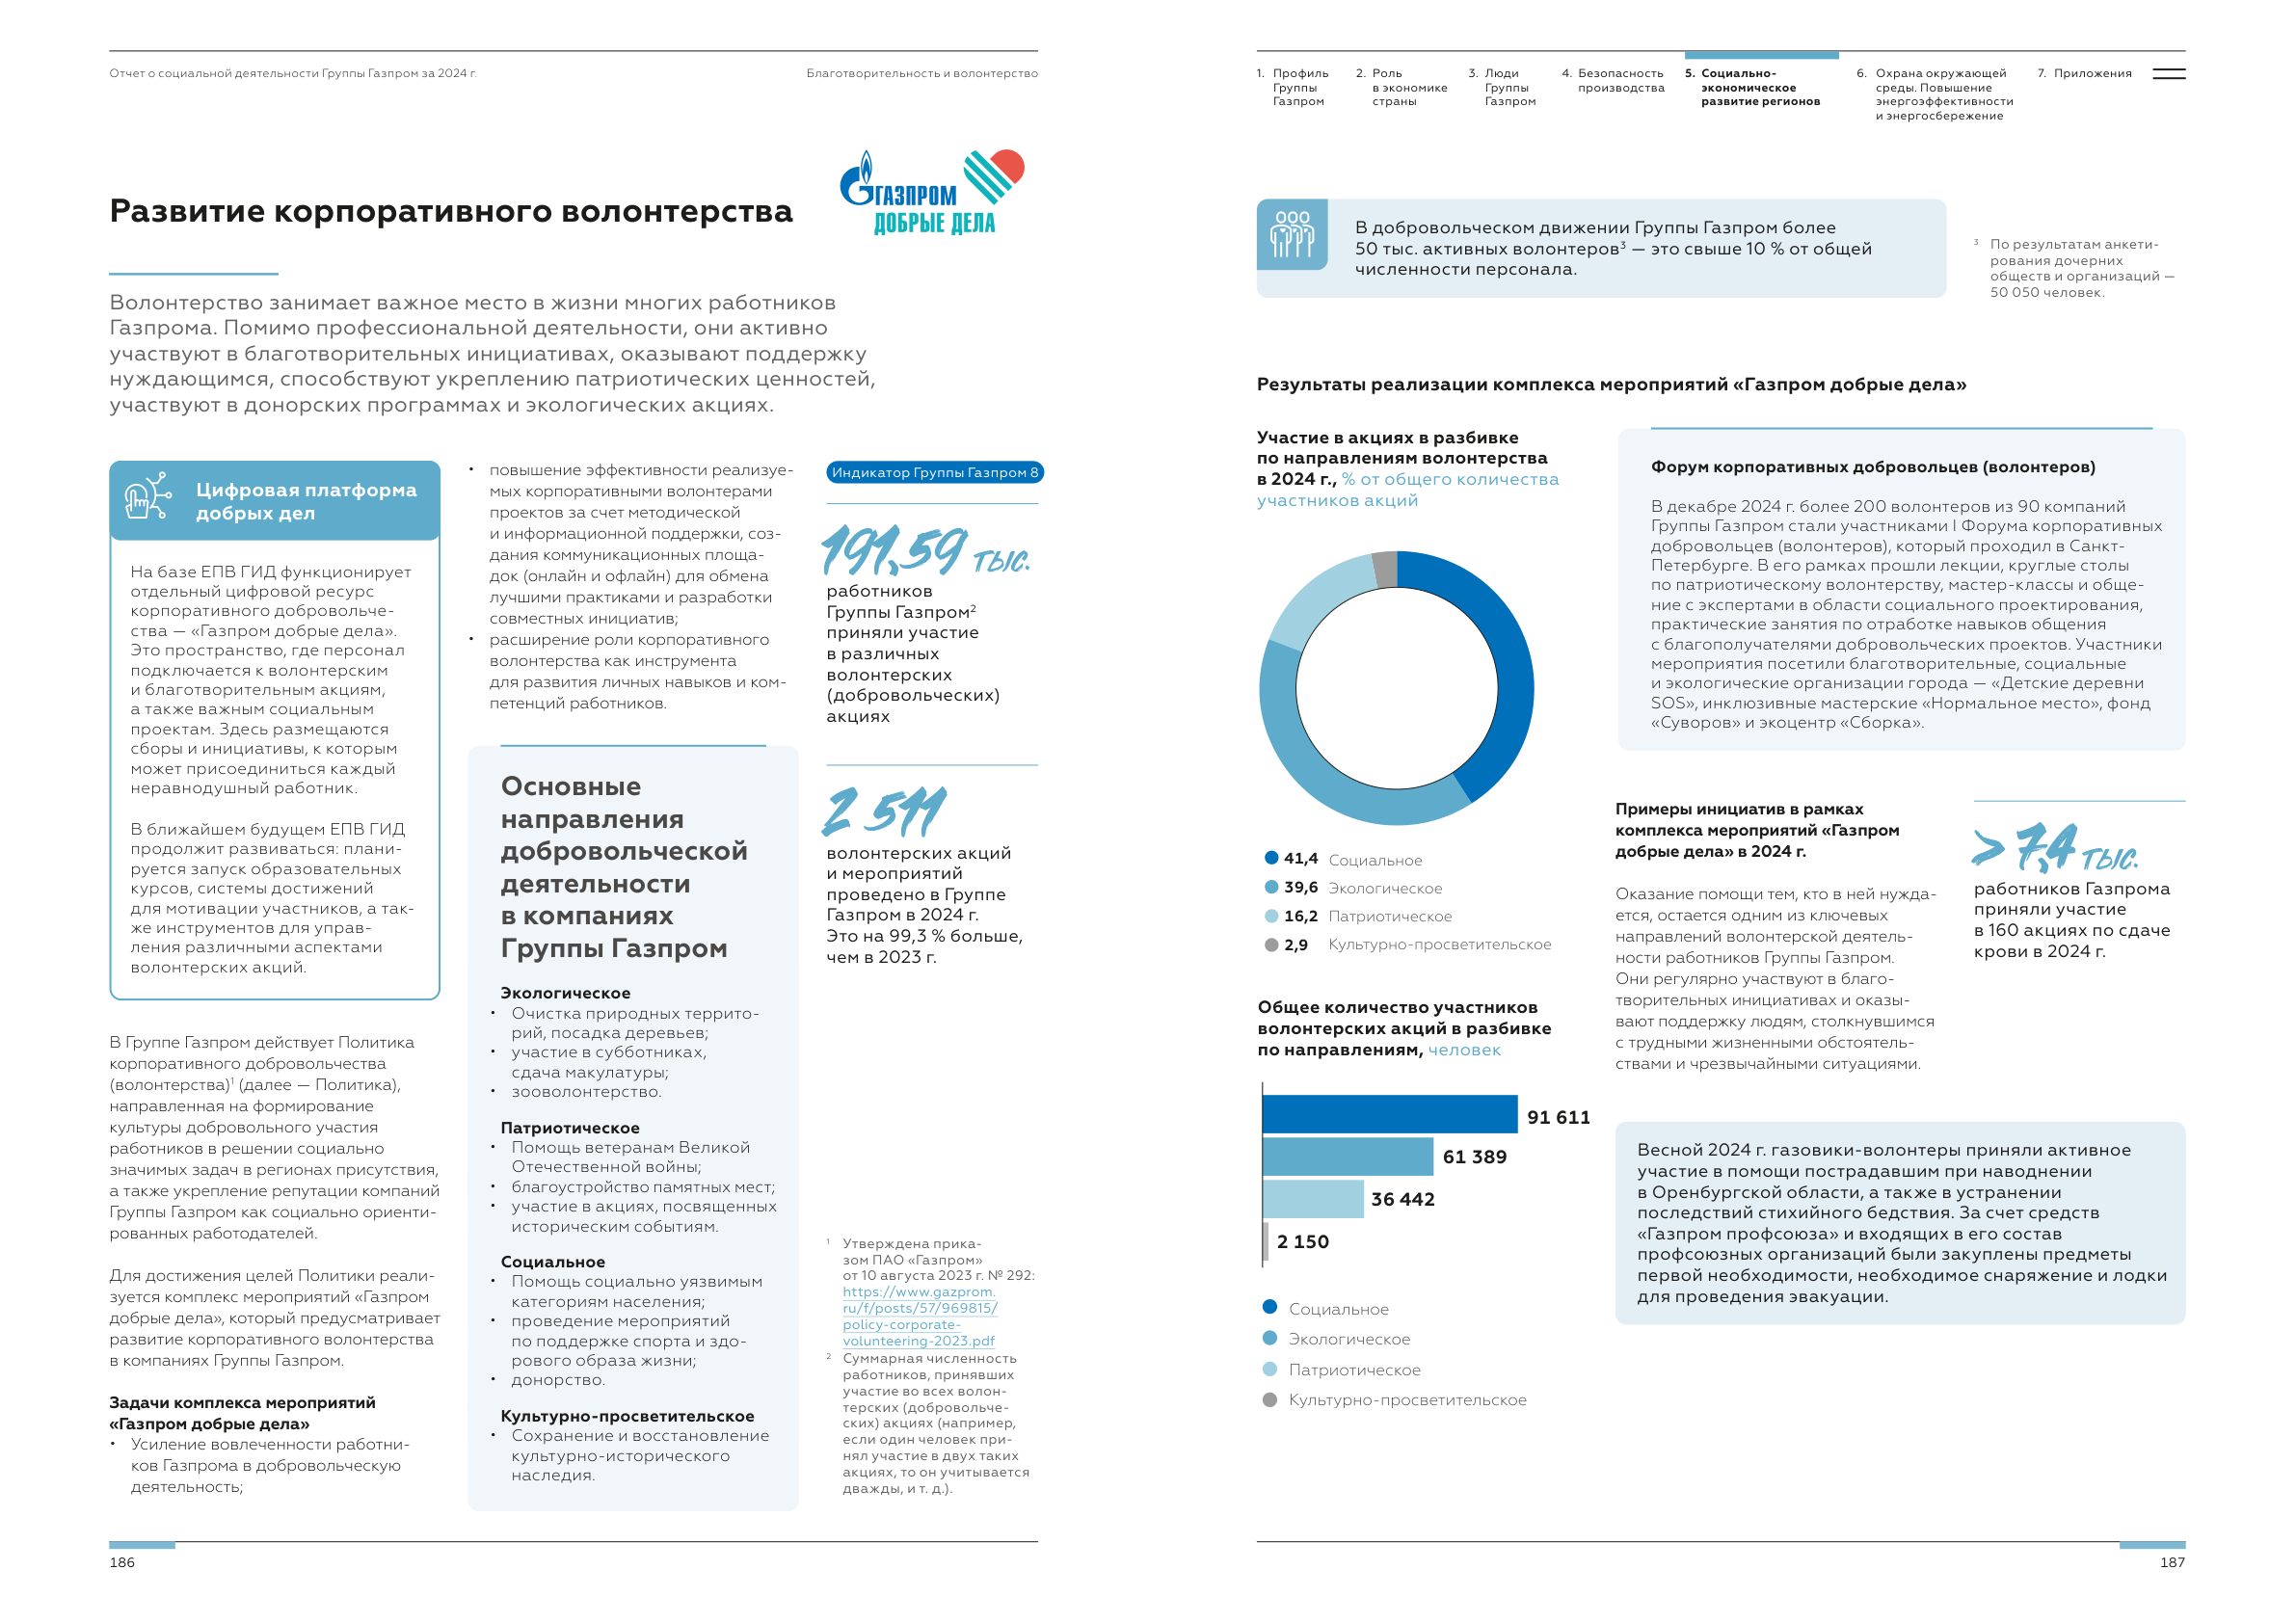 Отчет о социальной деятельности Группы Газпром за 2024 г.
Благотворительность и волонтерство
Развитие корпоративного волонтерства
ГАЗПРОМ
ДОБРЫЕ ДЕЛА
Волонтерство занимает важное место в жизни многих работников
Газпрома. Помимо профессиональной деятельности, они активно
участвуют в благотворительных инициативах, оказывают поддержку
нуждающимся, способствуют укреплению патриотических ценностей,
участвуют в донорских программах и экологических акциях.
Цифровая платформа
добрых дел
На базе ЕПВ ГИД функционирует
отдельный цифровой ресурс
корпоративного добровольче-
ства — «Газпром добрые дела».
Это пространство, где персонал
подключается к волонтерским
и благотворительным акциям,
а также важным социальным
проектам. Здесь размещаются
сборы и инициативы, к которым
может присоединиться каждый
неравнодушный работник.
В ближайшем будущем ЕПВ ГИД
продолжит развиваться: плани-
руется запуск образовательных
курсов, системы достижений
для мотивации участников, а так-
же инструментов для управ-
ления различными аспектами
волонтерских акций.
В Группе Газпром действует Политика
корпоративного добровольчества
(волонтерства)¹ (далее — Политика),
направленная на формирование
культуры добровольного участия
работников в решении социально
значимых задач в регионах присутствия,
а также укрепление репутации компаний
Группы Газпром как социально ориенти-
рованных работодателей.
Для достижения целей Политики реали-
зуется комплекс мероприятий «Газпром
добрые дела», который предусматривает
развитие корпоративного волонтерства
в компаниях Группы Газпром.
Задачи комплекса мероприятий
«Газпром добрые дела»
• Усиление вовлеченности работни-
ков Газпрома в добровольческую
деятельность;
• повышение эффективности реализуе-
мых корпоративными волонтерами
проектов за счет методической
и информационной поддержки, соз-
дания коммуникационных площа-
док (онлайн и офлайн) для обмена
лучшими практиками и разработки
совместных инициатив;
• расширение роли корпоративного
волонтерства как инструмента
для развития личных навыков и ком-
петенций работников.
Основные
направления
добровольческой
деятельности
в компаниях
Группы Газпром
Экологическое
• Очистка природных террито-
рий, посадка деревьев;
• участие в субботниках,
сдача макулатуры;
• зооволонтерство.
Патриотическое
• Помощь ветеранам Великой
Отечественной войны;
• благоустройство памятных мест;
• участие в акциях, посвященных
историческим событиям.
Социальное
• Помощь социально уязвимым
категориям населения;
• проведение мероприятий
по поддержке спорта и здо-
рового образа жизни;
• донорство.
Культурно-просветительское
• Сохранение и восстановление
культурно-исторического
наследия.
Индикатор Группы Газпром 8
191,59 тыс.
работников
Группы Газпром²
приняли участие
в различных
волонтерских
(добровольческих)
акциях
2 511
волонтерских акций
и мероприятий
проведено в Группе
Газпром в 2024 г.
Это на 99,3 % больше,
чем в 2023 г.
¹ Утверждена прика-
зом ПАО «Газпром»
от 10 августа 2023 г. № 292:
https://www.gazprom.
ru/f/posts/57/969815/
policy-corporate-
volunteering-2023.pdf
² Суммарная численность
работников, принявших
участие во всех волон-
терских (добровольче-
ских) акциях (например,
если один человек при-
нял участие в двух таких
акциях, то он учитывается
дважды, и т. д.).
186
1. Профиль
Группы
Газпром
2. Роль
в экономике
страны
3. Люди
Группы
Газпром
4. Безопасность
производства
5. Социально-
экономическое
развитие регионов
6. Охрана окружающей
среды. Повышение
энергоэффективности
и энергосбережение
7. Приложения
В добровольческом движении Группы Газпром более
50 тыс. активных волонтеров³ — это свыше 10 % от общей
численности персонала.
³ По результатам анкети-
рования дочерних
обществ и организаций —
50 050 человек.
Результаты реализации комплекса мероприятий «Газпром добрые дела»
Участие в акциях в разбивке
по направлениям волонтерства
в 2024 г., % от общего количества
участников акций
41,4 Социальное
39,6 Экологическое
16,2 Патриотическое
2,9 Культурно-просветительское
Общее количество участников
волонтерских акций в разбивке
по направлениям, человек
91 611
61 389
36 442
2 150
Социальное
Экологическое
Патриотическое
Культурно-просветительское
Форум корпоративных добровольцев (волонтеров)
В декабре 2024 г. более 200 волонтеров из 90 компаний
Группы Газпром стали участниками I Форума корпоративных
добровольцев (волонтеров), который проходил в Санкт-
Петербурге. В его рамках прошли лекции, круглые столы
по патриотическому волонтерству, мастер-классы и обще-
ние с экспертами в области социального проектирования,
практические занятия по отработке навыков общения
с благополучателями добровольческих проектов. Участники
мероприятия посетили благотворительные, социальные
и экологические организации города — «Детские деревни
SOS», инклюзивные мастерские «Нормальное место», фонд
«Суворов» и экоцентр «Сборка».
Примеры инициатив в рамках
комплекса мероприятий «Газпром
добрые дела» в 2024 г.
Оказание помощи тем, кто в ней нужда-
ется, остается одним из ключевых
направлений волонтерской деятель-
ности работников Группы Газпром.
Они регулярно участвуют в благо-
творительных инициативах и оказы-
вают поддержку людям, столкнувшимся
с трудными жизненными обстоятель-
ствами и чрезвычайными ситуациями.
> 7,4 тыс.
работников Газпрома
приняли участие
в 160 акциях по сдаче
крови в 2024 г.
Весной 2024 г. газовики-волонтеры приняли активное
участие в помощи пострадавшим при наводнении
в Оренбургской области, а также в устранении
последствий стихийного бедствия. За счет средств
«Газпром профсоюза» и входящих в его состав
профсоюзных организаций были закуплены предметы
первой необходимости, необходимое снаряжение и лодки
для проведения эвакуации.
187